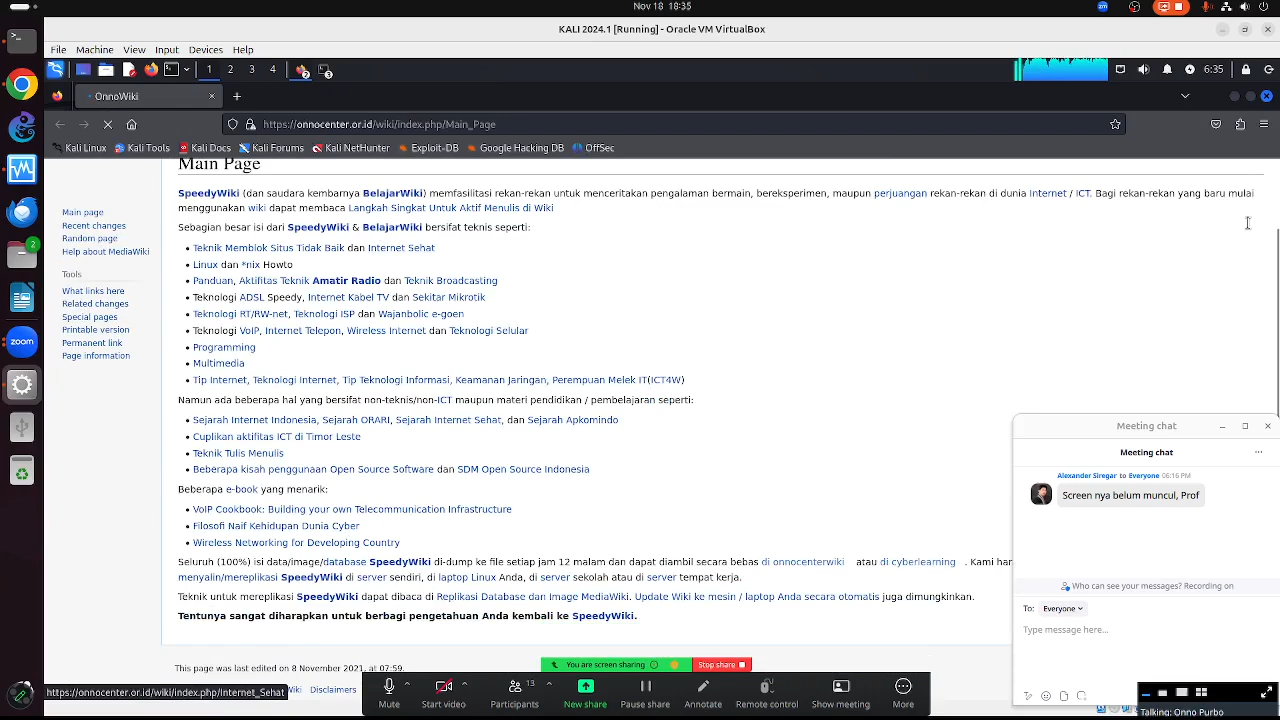 Nov 18 18:35
KALI 2024.1 [Running] - Oracle VM VirtualBox
File Machine View Input Devices Help
1 2 3 4 2 2 6:35
OnnoWiki
https://onnocenter.or.id/wiki/index.php/Main_Page
Kali Linux Kali Tools Kali Docs Kali Forums Kali NetHunter Exploit-DB Google Hacking DB OffSec
Main page
Recent changes
Random page
Help about MediaWiki
Tools
What links here
Related changes
Special pages
Printable version
Permanent link
Page information
Main Page
SpeedyWiki (dan saudara kembarnya BelajarWiki) memfasilitasi rekan-rekan untuk menceritakan pengalaman bermain, bereksperimen, maupun perjuangan rekan-rekan di dunia Internet / ICT. Bagi rekan-rekan yang baru mulai
menggunakan wiki dapat membaca Langkah Singkat Untuk Aktif Menulis di Wiki
Sebagian besar isi dari SpeedyWiki & BelajarWiki bersifat teknis seperti:
• Teknik Memblok Situs Tidak Baik dan Internet Sehat
• Linux dan *nix Howto
• Panduan, Aktifitas Teknik Amatir Radio dan Teknik Broadcasting
• Teknologi ADSL Speedy, Internet Kabel TV dan Sekitar Mikrotik
• Teknologi RT/RW-net, Teknologi ISP dan Wajanbolic e-goen
• Teknologi VoIP, Internet Telepon, Wireless Internet dan Teknologi Selular
• Programming
• Multimedia
• Tip Internet, Teknologi Internet, Tip Teknologi Informasi, Keamanan Jaringan, Perempuan Melek IT(ICT4W)
Namun ada beberapa hal yang bersifat non-teknis/non-ICT maupun materi pendidikan / pembelajaran seperti:
• Sejarah Internet Indonesia, Sejarah ORARI, Sejarah Internet Sehat, dan Sejarah Apkomindo
• Cuplikan aktifitas ICT di Timor Leste
• Teknik Tulis Menulis
• Beberapa kisah penggunaan Open Source Software dan SDM Open Source Indonesia
Beberapa e-book yang menarik:
• VoIP Cookbook: Building your own Telecommunication Infrastructure
• Filosofi Naif Kehidupan Dunia Cyber
• Wireless Networking for Developing Country
Seluruh (100%) isi data/image/database SpeedyWiki di-dump ke file setiap jam 12 malam dan dapat diambil secara bebas di onnocenterwiki atau di cyberlearning . Kami har
menyalin/mereplikasi SpeedyWiki di server sendiri, di laptop Linux Anda, di server sekolah atau di server tempat kerja.
Teknik untuk mereplikasi SpeedyWiki dapat dibaca di Replikasi Database dan Image MediaWiki. Update Wiki ke mesin / laptop Anda secara otomatis juga dimungkinkan.
Tentunya sangat diharapkan untuk berbagi pengetahuan Anda kembali ke SpeedyWiki.
This page was last edited on 8 November 2021, at 07:59.
https://onnocenter.or.id/wiki/index.php/Internet_Sehat
Wiki Disclaimers
2
zoom
Meeting chat
Meeting chat
Alexander Siregar to Everyone 06:16 PM
Screen nya belum muncul, Prof
Who can see your messages? Recording on
To: Everyone
Type message here...
You are screen sharing
Stop share
13
Mute Start video Participants New share Pause share Annotate Remote control Show meeting More
Talking: Onno Purbo